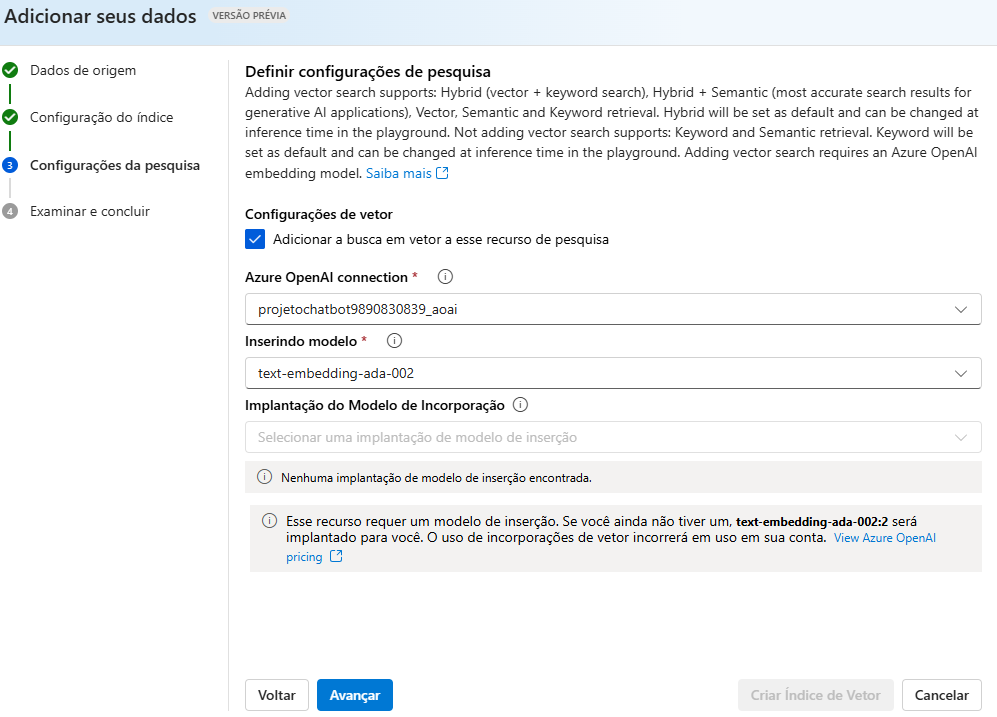 Adicionar seus dados VERSÃO PRÉVIA
Dados de origem
Configuração do índice
3 Configurações da pesquisa
4 Examinar e concluir
Definir configurações de pesquisa
Adding vector search supports: Hybrid (vector + keyword search), Hybrid + Semantic (most accurate search results for
generative AI applications), Vector, Semantic and Keyword retrieval. Hybrid will be set as default and can be changed at
inference time in the playground. Not adding vector search supports: Keyword and Semantic retrieval. Keyword will be
set as default and can be changed at inference time in the playground. Adding vector search requires an Azure OpenAI
embedding model. Saiba mais
Configurações de vetor
Adicionar a busca em vetor a esse recurso de pesquisa
Azure OpenAI connection *
projetochatbot9890830839_aoai
Inserindo modelo *
text-embedding-ada-002
Implantação do Modelo de Incorporação
Selecionar uma implantação de modelo de inserção
Nenhuma implantação de modelo de inserção encontrada.
Esse recurso requer um modelo de inserção. Se você ainda não tiver um, text-embedding-ada-002:2 será
implantado para você. O uso de incorporações de vetor incorrerá em uso em sua conta. View Azure OpenAI
pricing
Voltar Avançar Criar Índice de Vetor Cancelar